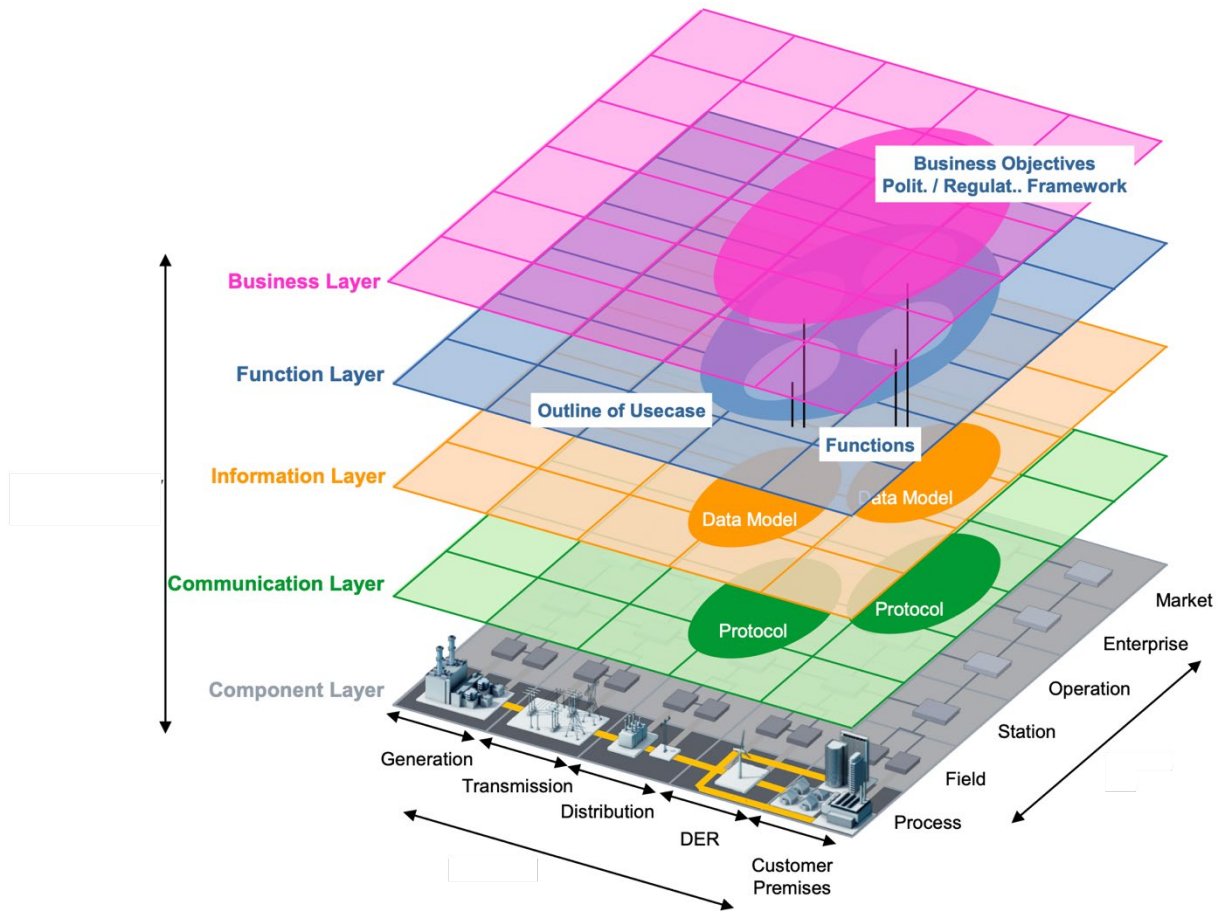 Business Objectives
Polit. / Regulat.. Framework
Business Layer
Function Layer
Outline of Usecase
Functions
Information Layer
Data Model
Data Model
Communication Layer
Protocol
Protocol
Component Layer
Market
Enterprise
Operation
Station
Field
Process
Generation
Transmission
Distribution
DER
Customer
Premises